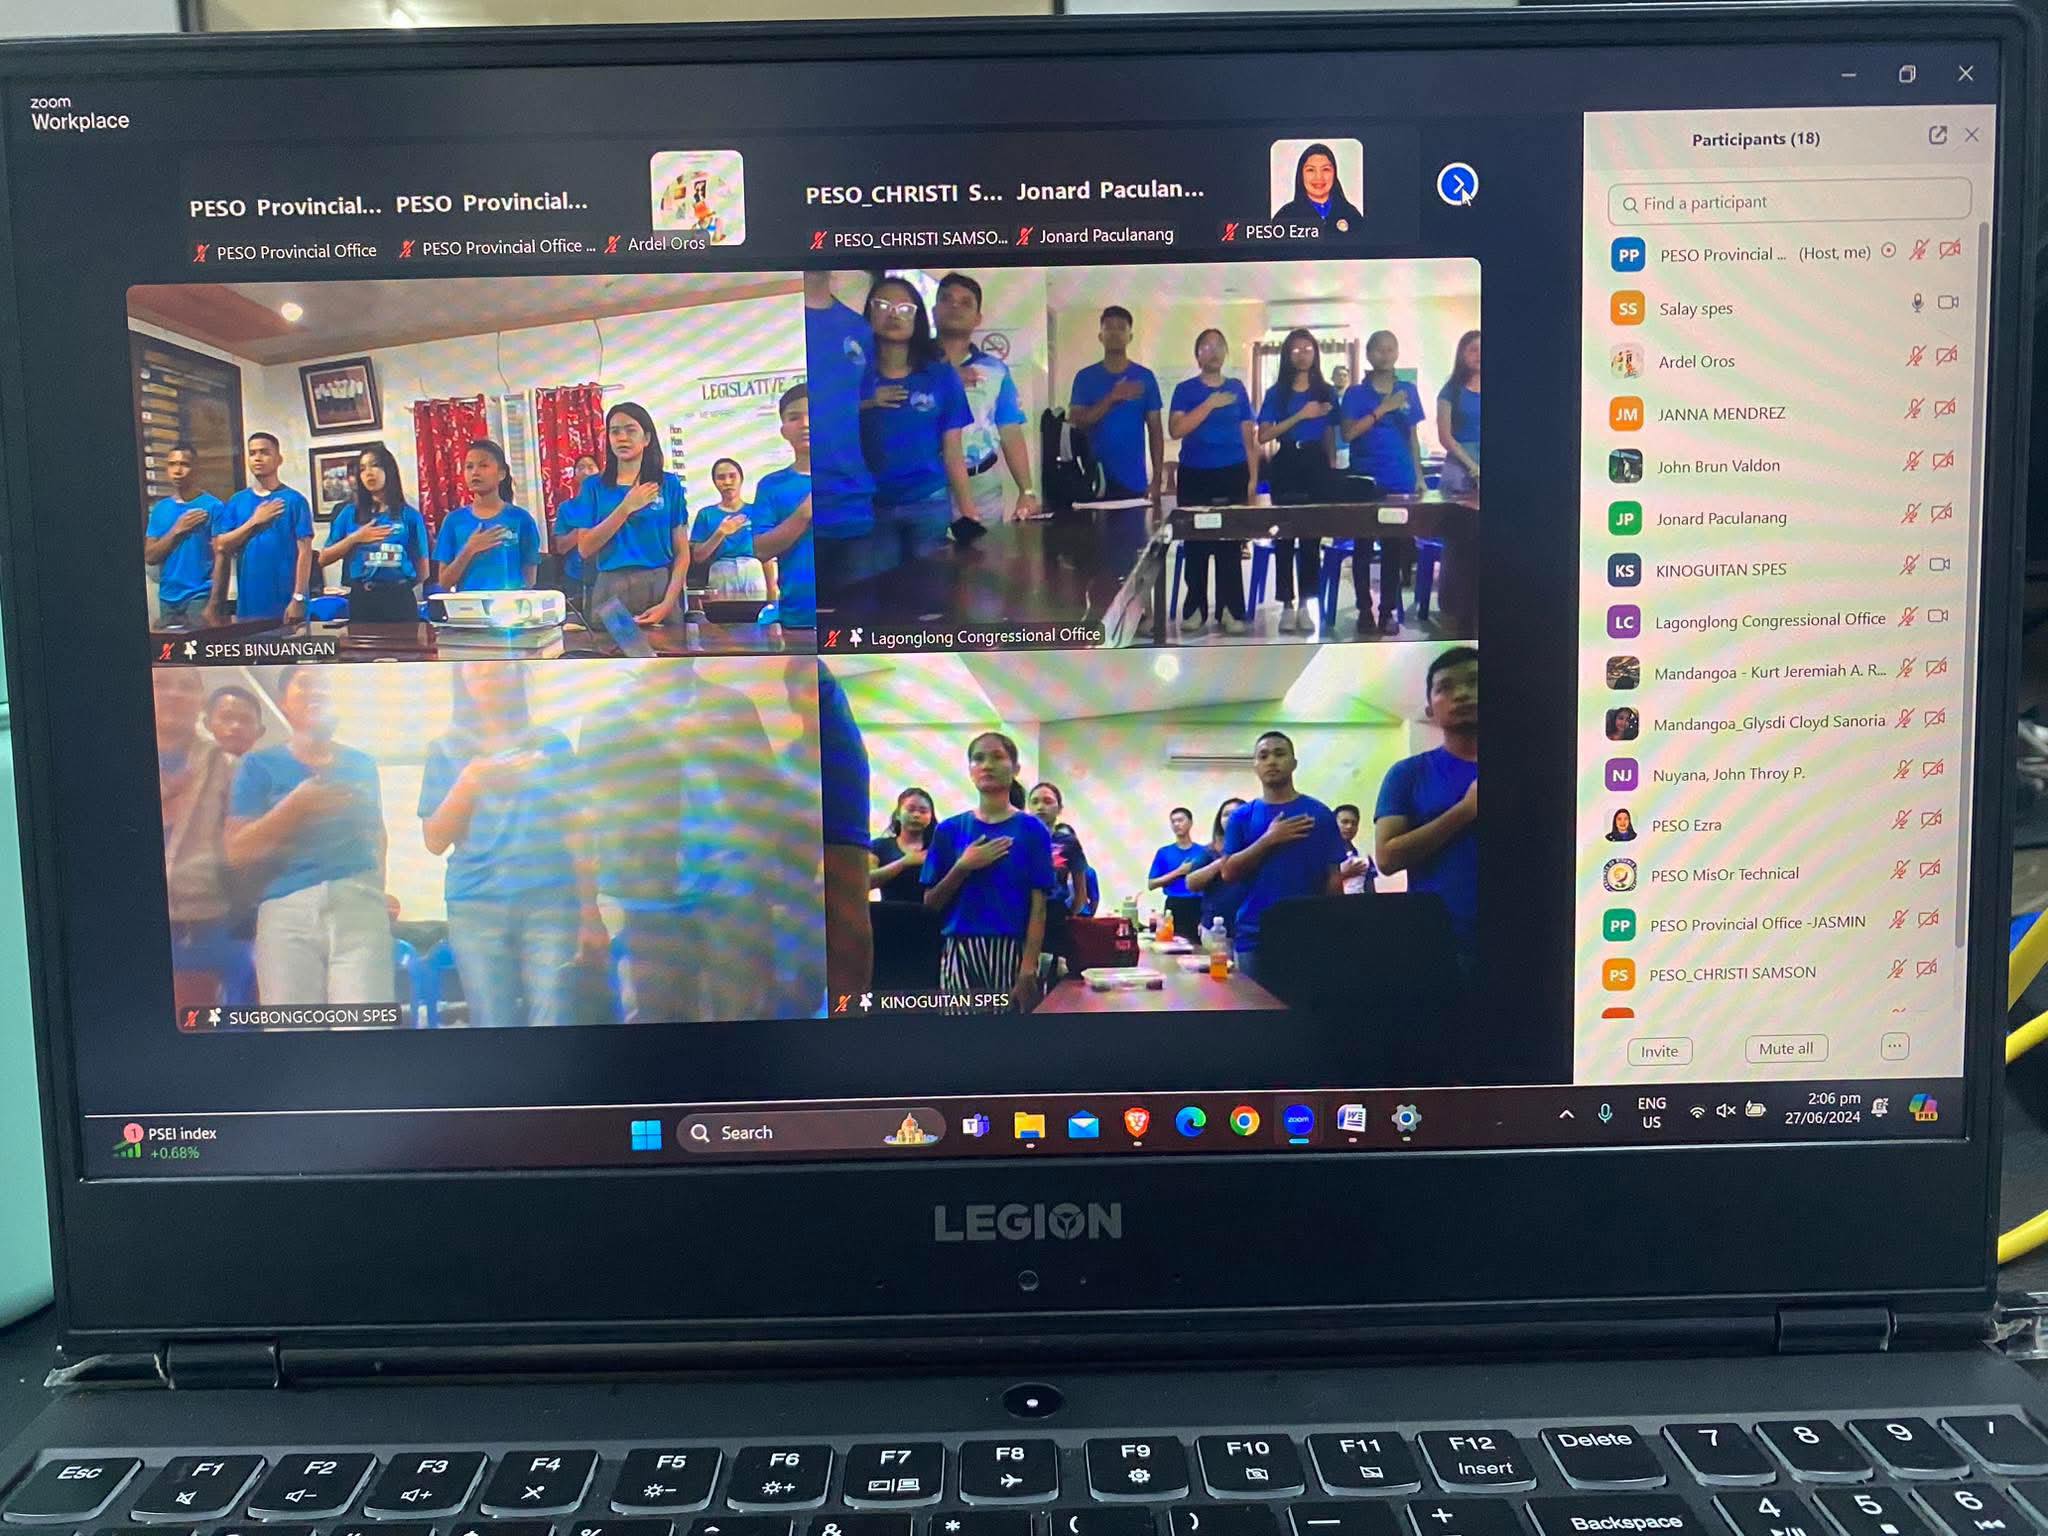 zoom
Workplace
PESO Provincial... PESO Provincial... PESO_CHRISTI S... Jonard Paculan...
PESO Provincial Office PESO Provincial Office ... Ardel Oros PESO_CHRISTI SAMSO... Jonard Paculanang PESO Ezra
LEGISLATIVE
SPES BINUANGAN
Lagonglong Congressional Office
SUGBONGCOGON SPES
KINOGUITAN SPES
Participants (18)
Find a participant
PP PESO Provincial ... (Host, me)
SS Salay spes
Ardel Oros
JM JANNA MENDREZ
John Brun Valdon
JP Jonard Paculanang
KS KINOGUITAN SPES
LC Lagonglong Congressional Office
Mandangoa - Kurt Jeremiah A. R...
Mandangoa_Glysdi Cloyd Sanoria
NJ Nuyana, John Throy P.
PESO Ezra
PESO MisOr Technical
PP PESO Provincial Office -JASMIN
PS PESO_CHRISTI SAMSON
Invite Mute all ...
1 PSEI index
+0.68%
Search
zoom
ENG
US
2:06 pm
27/06/2024
PRE
LEGION
Esc F1 F2 F3 F4 F5 F6 F7 F8 F9 F10 F11 F12 Insert Delete 7 8 9
& * ( ) — + Backspace 4 5 6